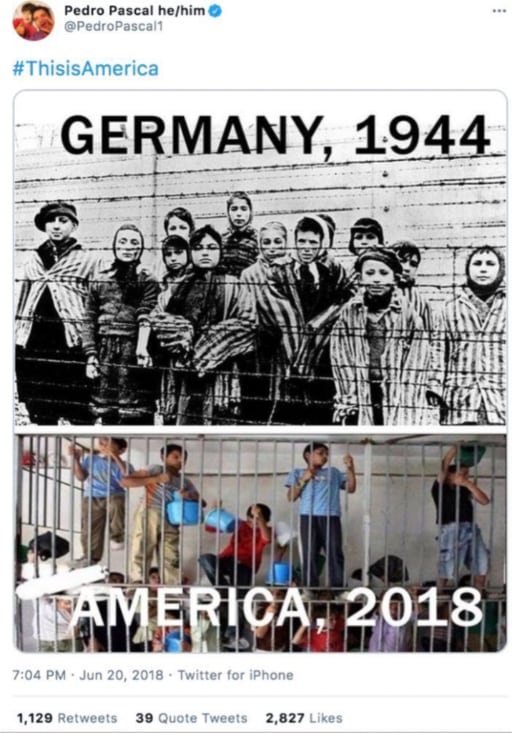 Pedro Pascal he/him
@PedroPascal1
#ThisisAmerica
GERMANY, 1944
AMERICA, 2018
7:04 PM · Jun 20, 2018 · Twitter for iPhone
1,129 Retweets 39 Quote Tweets 2,827 Likes